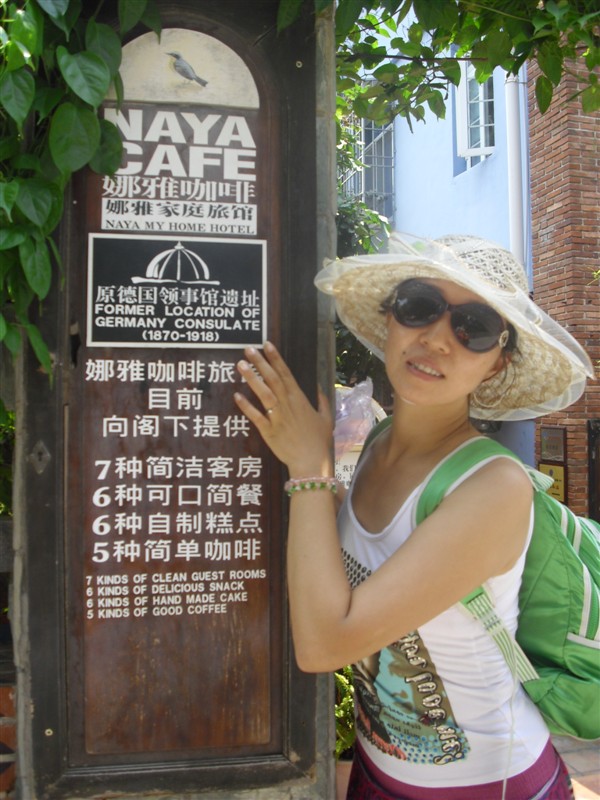 NAYA
CAFE
娜雅咖啡
娜雅家庭旅馆
NAYA MY HOME HOTEL
原德国领事馆遗址
FORMER LOCATION OF
GERMANY CONSULATE
(1870-1918)
娜雅咖啡旅
目前
向阁下提供
7种简洁客房
6种可口简餐
6种自制糕点
5种简单咖啡
7 KINDS OF CLEAN GUEST ROOMS
6 KINDS OF DELICIOUS SNACK
6 KINDS OF HAND MADE CAKE
5 KINDS OF GOOD COFFEE